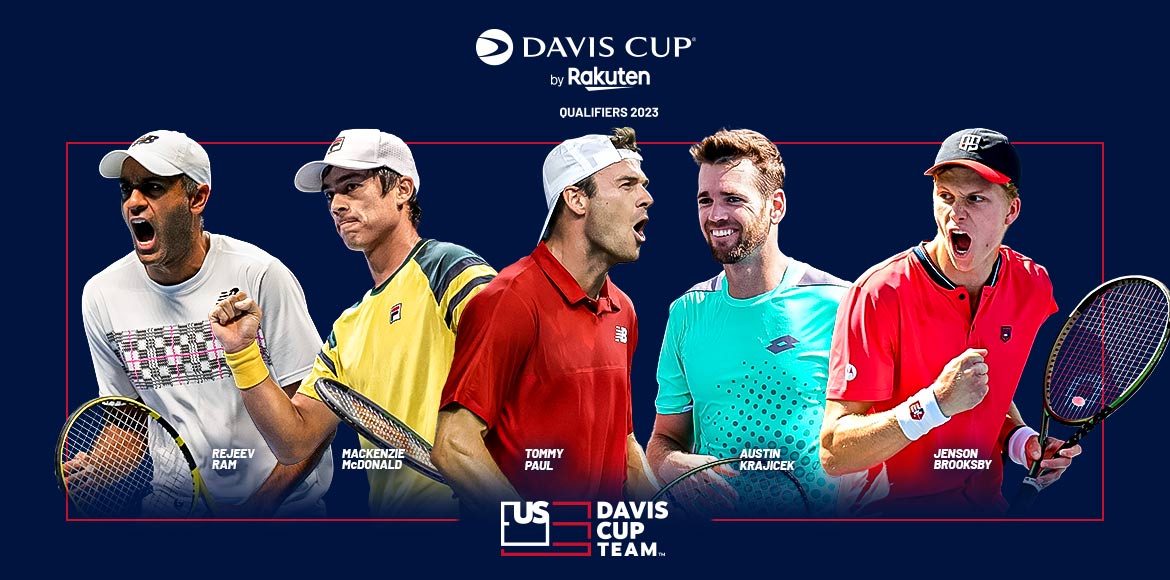 DAVIS CUP®
by Rakuten
QUALIFIERS 2023
REJEEV
RAM
MACKENZIE
McDONALD
TOMMY
PAUL
AUSTIN
KRAJICEK
JENSON
BROOKSBY
US
DAVIS
CUP
TEAM™